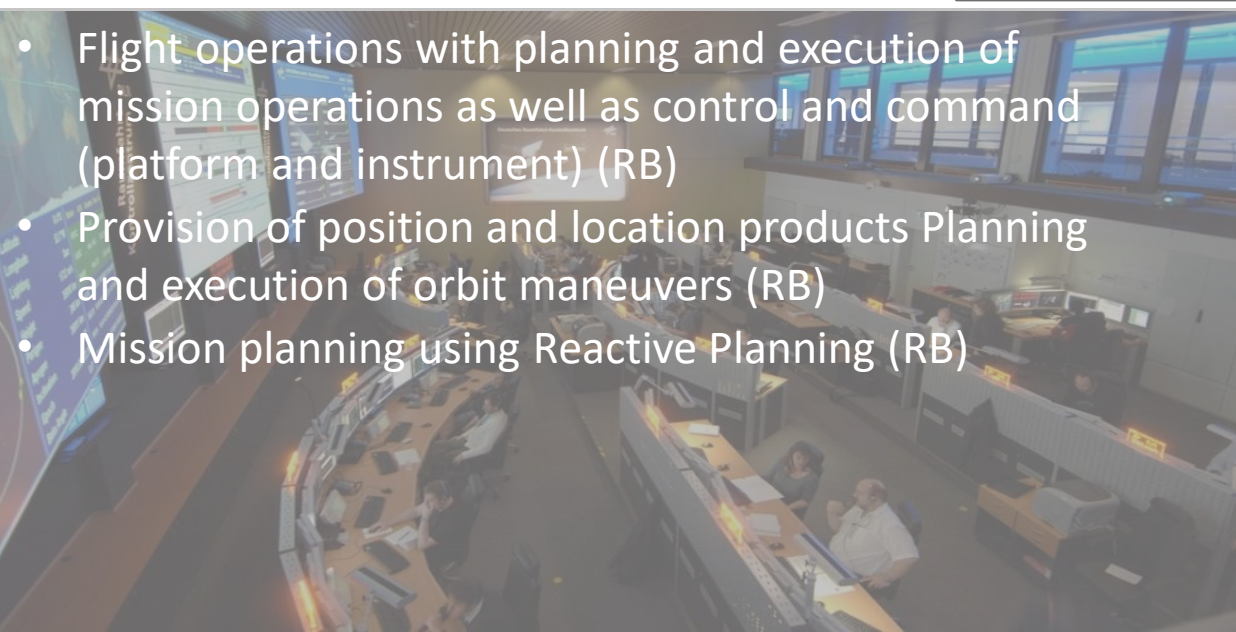 • Flight operations with planning and execution of
mission operations as well as control and command
(platform and instrument) (RB)
• Provision of position and location products Planning
and execution of orbit maneuvers (RB)
• Mission planning using Reactive Planning (RB)